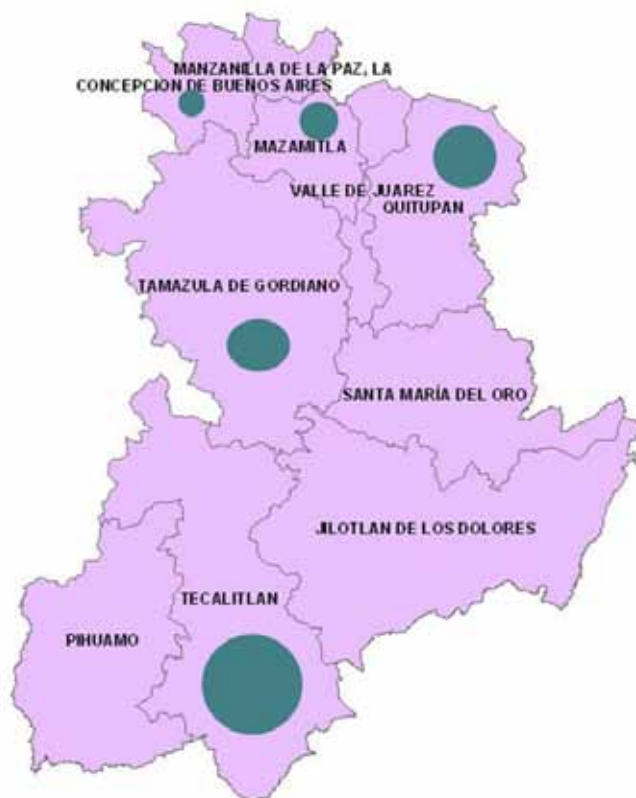 MANZANILLA DE LA PAZ, LA
CONCEPCION DE BUENOS AIRES
MAZAMITLA
VALLE DE JUAREZ
QUITUPAN
TAMAZULA DE GORDIANO
SANTA MARÍA DEL ORO
JILOTLAN DE LOS DOLORES
TECALITLAN
PIHUAMO